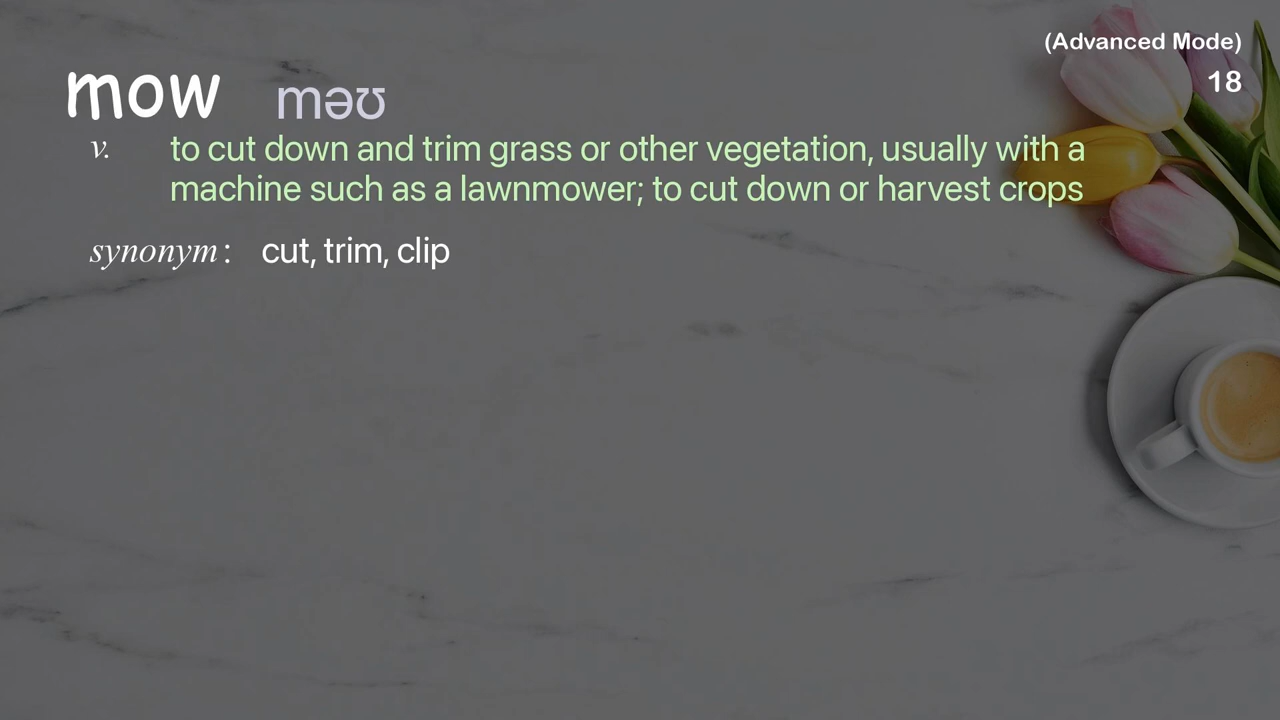 (Advanced Mode)
18
mow məʊ
v. to cut down and trim grass or other vegetation, usually with a
machine such as a lawnmower; to cut down or harvest crops
synonym : cut, trim, clip